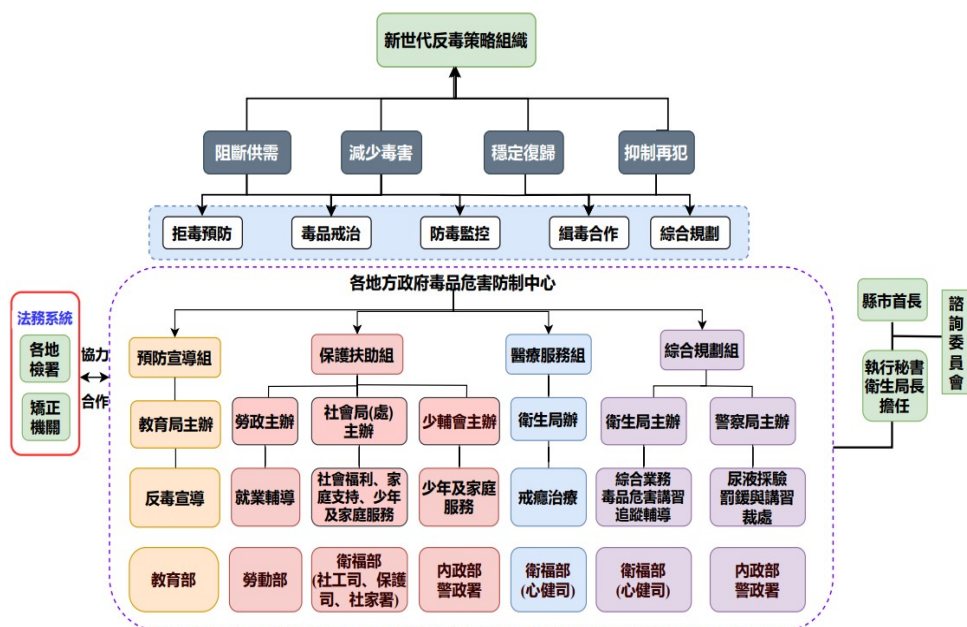 新世代反毒策略組織
阻斷供需
減少毒害
穩定復歸
抑制再犯
拒毒預防
毒品戒治
防毒監控
緝毒合作
綜合規劃
各地方政府毒品危害防制中心
法務系統
各地
檢署
矯正
機關
協力
合作
預防宣導組
保護扶助組
醫療服務組
綜合規劃組
教育局主辦
勞政主辦
社會局(處)
主辦
少輔會主辦
衛生局辦
衛生局主辦
警察局主辦
反毒宣導
就業輔導
社會福利、家
庭支持、少年
及家庭服務
少年及家庭
服務
戒癮治療
綜合業務
毒品危害講習
追蹤輔導
尿液採驗
罰鍰與講習
裁處
教育部
勞動部
衛福部
(社工司、保護
司、社家署)
內政部
警政署
衛福部
(心健司)
衛福部
(心健司)
內政部
警政署
縣市首長
執行秘書
衛生局長
擔任
諮詢委員會